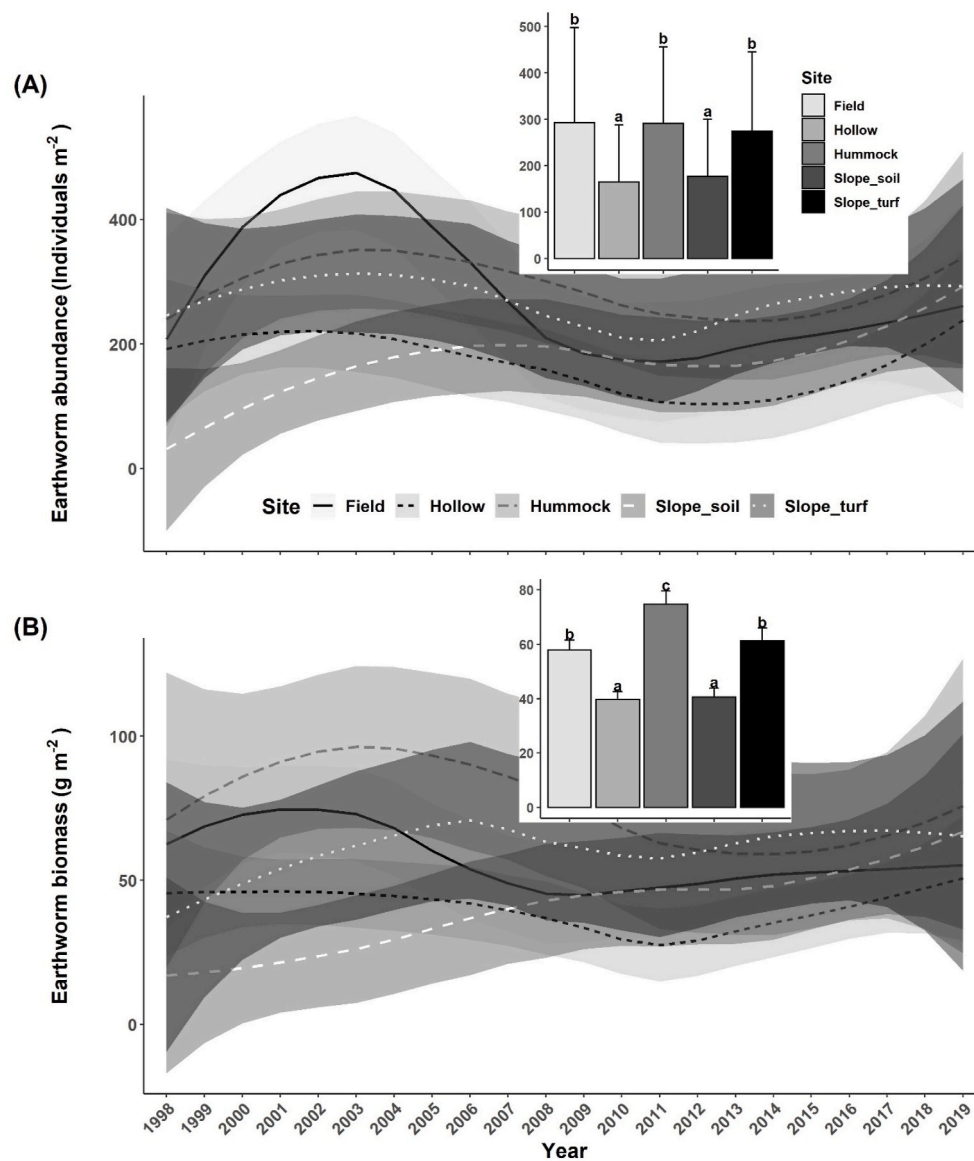 (A)
Earthworm abundance (Individuals m⁻²)
400
200
0
500
400
300
200
100
0
b
a
b
a
b
Site
Field
Hollow
Hummock
Slope_soil
Slope_turf
Site Field Hollow Hummock Slope_soil Slope_turf
(B)
Earthworm biomass (g m⁻²)
100
50
0
80
60
40
20
0
b
a
c
a
b
1998 1999 2000 2001 2002 2003 2004 2005 2006 2007 2008 2009 2010 2011 2012 2013 2014 2015 2016 2017 2018 2019
Year